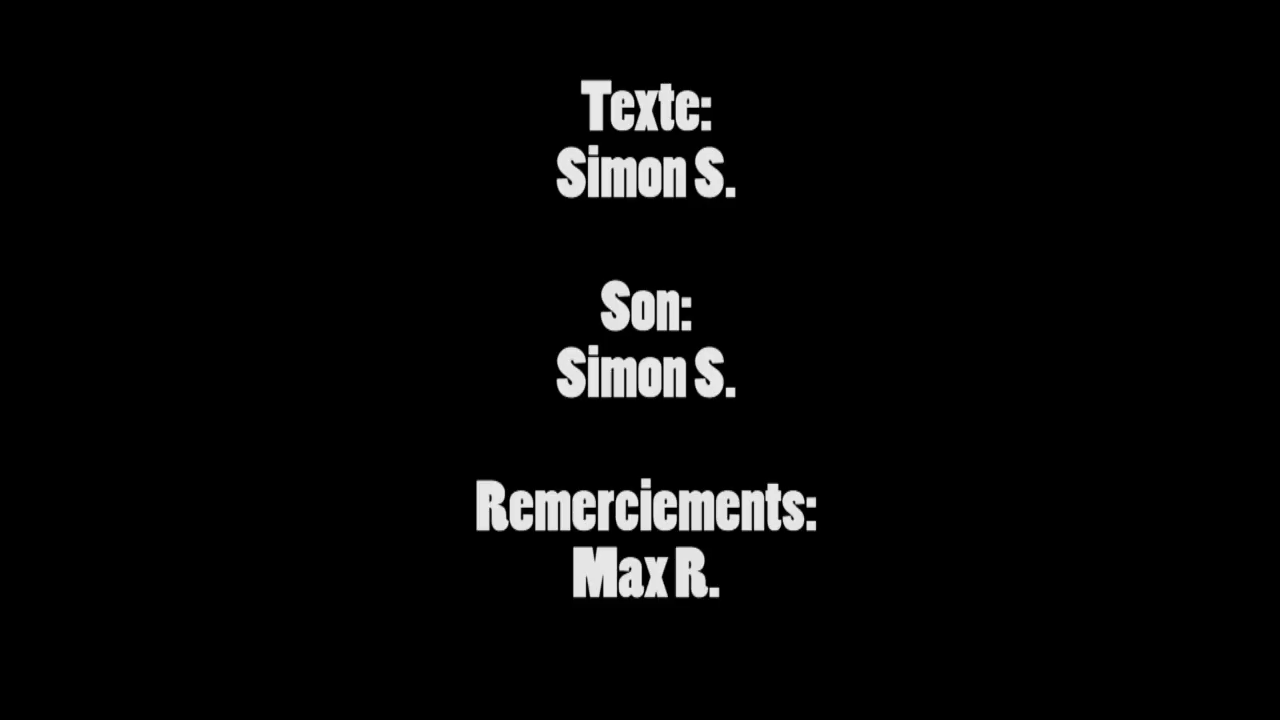 Texte:
Simon S.
Son:
Simon S.
Remerciements:
Max R.